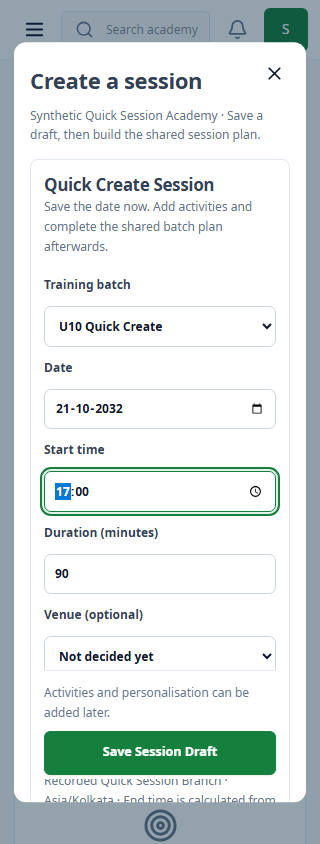 Search academy
S
Create a session
Synthetic Quick Session Academy · Save a
draft, then build the shared session plan.
Quick Create Session
Save the date now. Add activities and
complete the shared batch plan
afterwards.
Training batch
U10 Quick Create
Date
21-10-2032
Start time
17:00
Duration (minutes)
90
Venue (optional)
Not decided yet
Activities and personalisation can be
added later.
Save Session Draft
Recorded Quick Session Branch ·
Asia/Kolkata · End time is calculated from